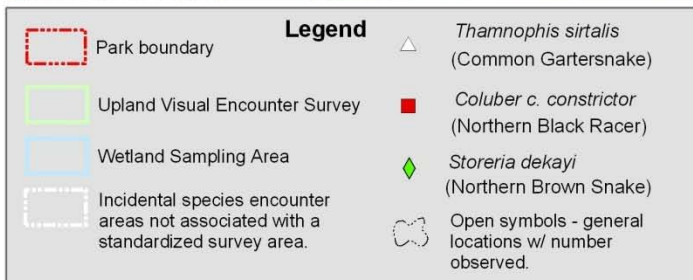 Legend
Park boundary
Upland Visual Encounter Survey
Wetland Sampling Area
Incidental species encounter
areas not associated with a
standardized survey area.
Thamnophis sirtalis
(Common Gartersnake)
Coluber c. constrictor
(Northern Black Racer)
Storeria dekayi
(Northern Brown Snake)
Open symbols - general
locations w/ number
observed.